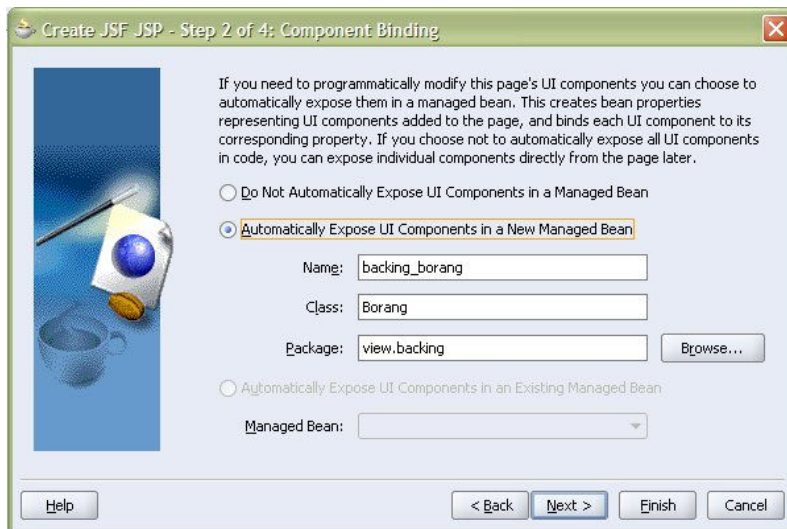 Create JSF JSP - Step 2 of 4: Component Binding
If you need to programmatically modify this page's UI components you can choose to
automatically expose them in a managed bean. This creates bean properties
representing UI components added to the page, and binds each UI component to its
corresponding property. If you choose not to automatically expose all UI components
in code, you can expose individual components directly from the page later.
Do Not Automatically Expose UI Components in a Managed Bean
Automatically Expose UI Components in a New Managed Bean
Name: backing_borang
Class: Borang
Package: view.backing Browse...
Automatically Expose UI Components in an Existing Managed Bean
Managed Bean:
Help < Back Next > Finish Cancel